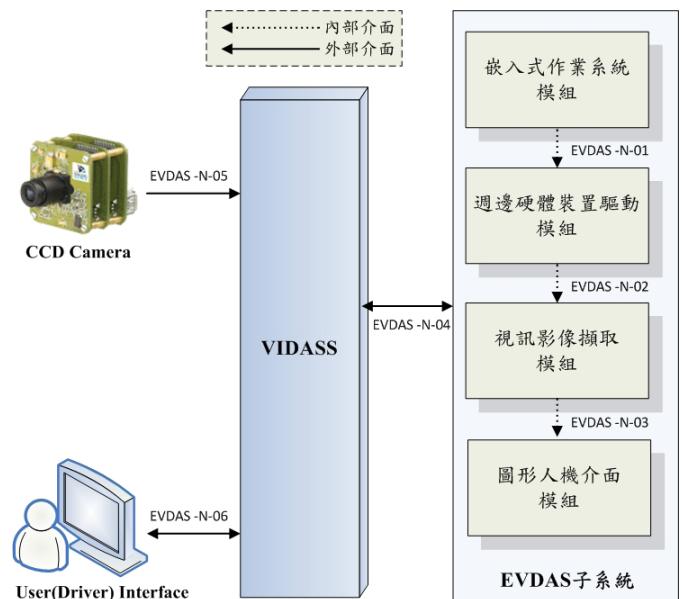 內部介面
外部介面
嵌入式作業系統
模組
EVDAS -N-01
EVDAS -N-05
週邊硬體裝置驅動
模組
CCD Camera
EVDAS -N-02
EVDAS -N-04
視訊影像擷取
模組
VIDASS
EVDAS -N-03
圖形人機介面
模組
EVDAS -N-06
EVDAS子系統
User(Driver) Interface